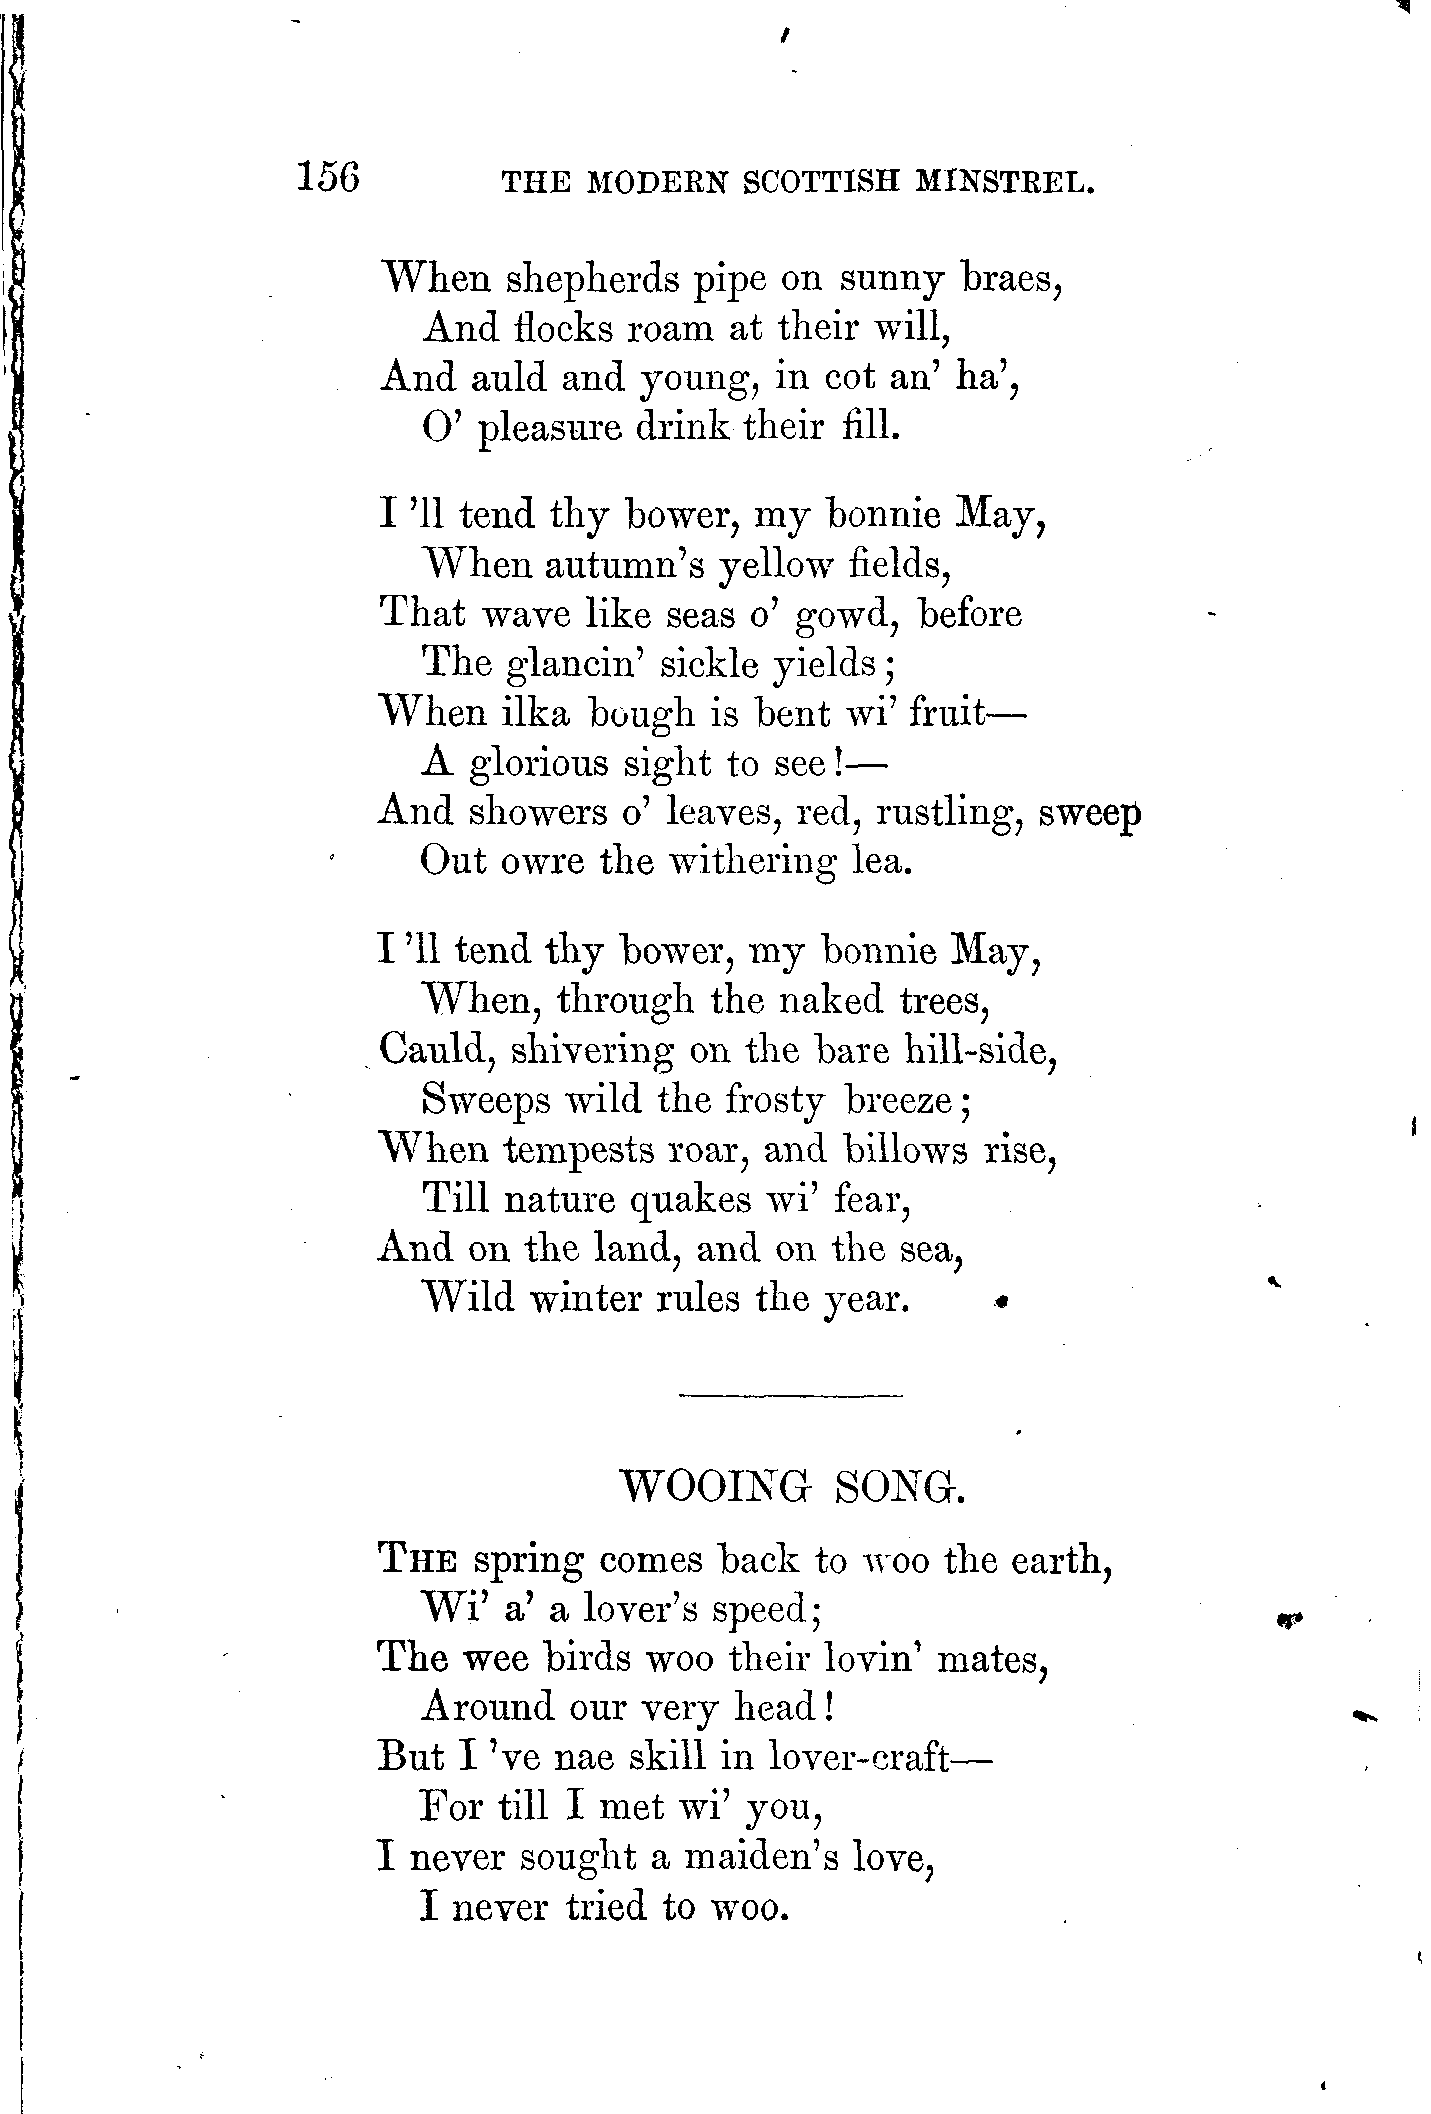 156 THE MODERN SCOTTISH MINSTREL.
When shepherds pipe on sunny braes,
And flocks roam at their will,
And auld and young, in cot an' ha',
O' pleasure drink their fill.
I 'll tend thy bower, my bonnie May,
When autumn's yellow fields,
That wave like seas o' gowd, before
The glancin' sickle yields;
When ilka bough is bent wi' fruit—
A glorious sight to see!—
And showers o' leaves, red, rustling, sweep
Out owre the withering lea.
I 'll tend thy bower, my bonnie May,
When, through the naked trees,
Cauld, shivering on the bare hill-side,
Sweeps wild the frosty breeze;
When tempests roar, and billows rise,
Till nature quakes wi' fear,
And on the land, and on the sea,
Wild winter rules the year.
WOOING SONG.
THE spring comes back to woo the earth,
Wi' a' a lover's speed;
The wee birds woo their lovin' mates,
Around our very head!
But I 've nae skill in lover-craft—
For till I met wi' you,
I never sought a maiden's love,
I never tried to woo.